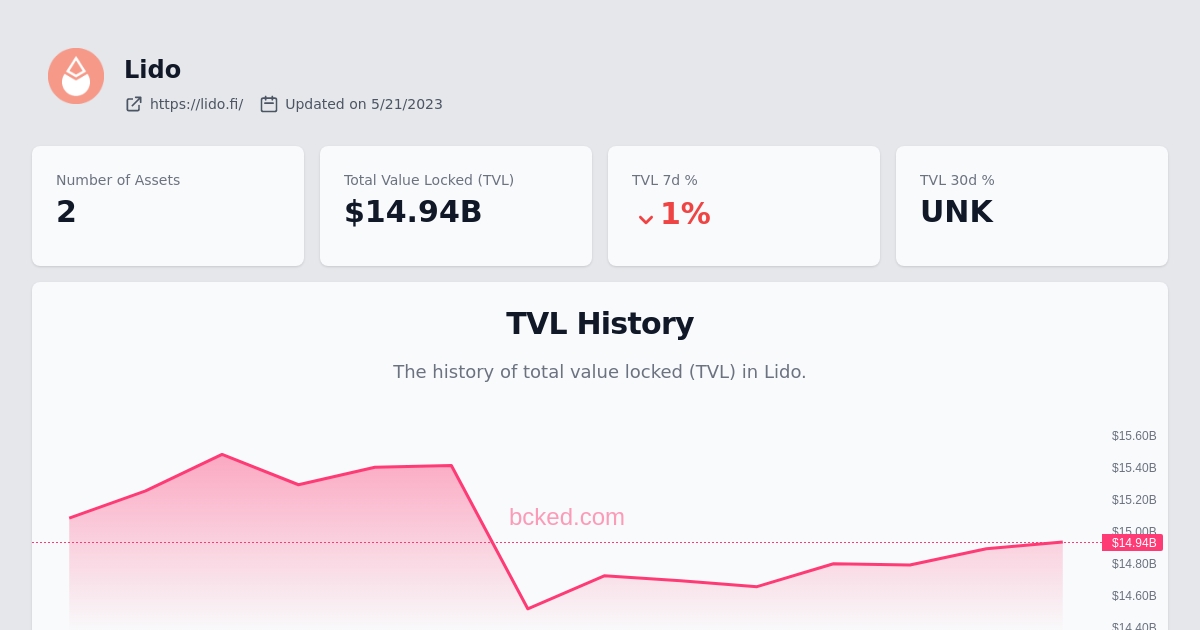 Lido
https://lido.fi/ Updated on 5/21/2023
Number of Assets
2
Total Value Locked (TVL)
$14.94B
TVL 7d %
1%
TVL 30d %
UNK
TVL History
The history of total value locked (TVL) in Lido.
bcked.com
$15.60B
$15.40B
$15.20B
$15.00B
$14.94B
$14.80B
$14.60B
$14.40B